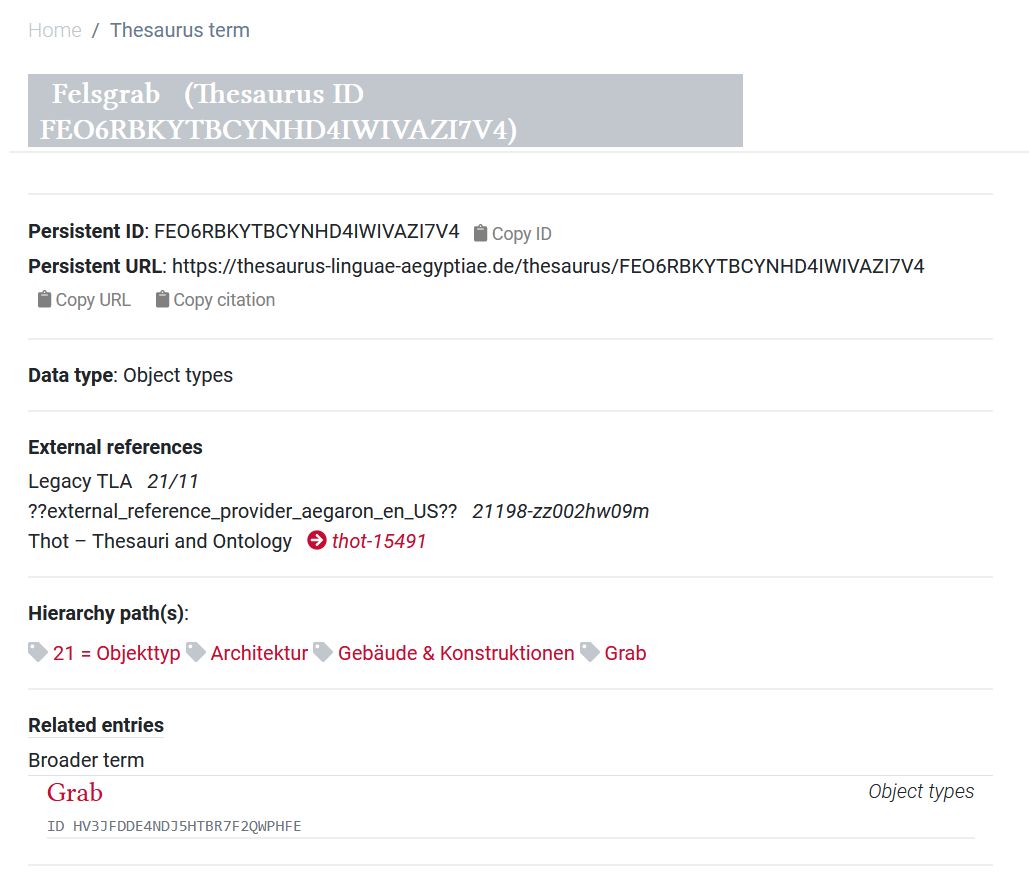 Home / Thesaurus term
Felsgrab (Thesaurus ID
FEO6RBKYTBCYNHD4IWIVAZI7V4)
Persistent ID: FEO6RBKYTBCYNHD4IWIVAZI7V4 Copy ID
Persistent URL: https://thesaurus-linguae-aegyptiae.de/thesaurus/FEO6RBKYTBCYNHD4IWIVAZI7V4
Copy URL Copy citation
Data type: Object types
External references
Legacy TLA 21/11
??external_reference_provider_aegaron_en_US?? 21198-zz002hw09m
Thot – Thesauri and Ontology thot-15491
Hierarchy path(s):
21 = Objekttyp Architektur Gebäude & Konstruktionen Grab
Related entries
Broader term
Grab Object types
ID HV3JFDDE4NDJ5HTBR7F2QWPHFE